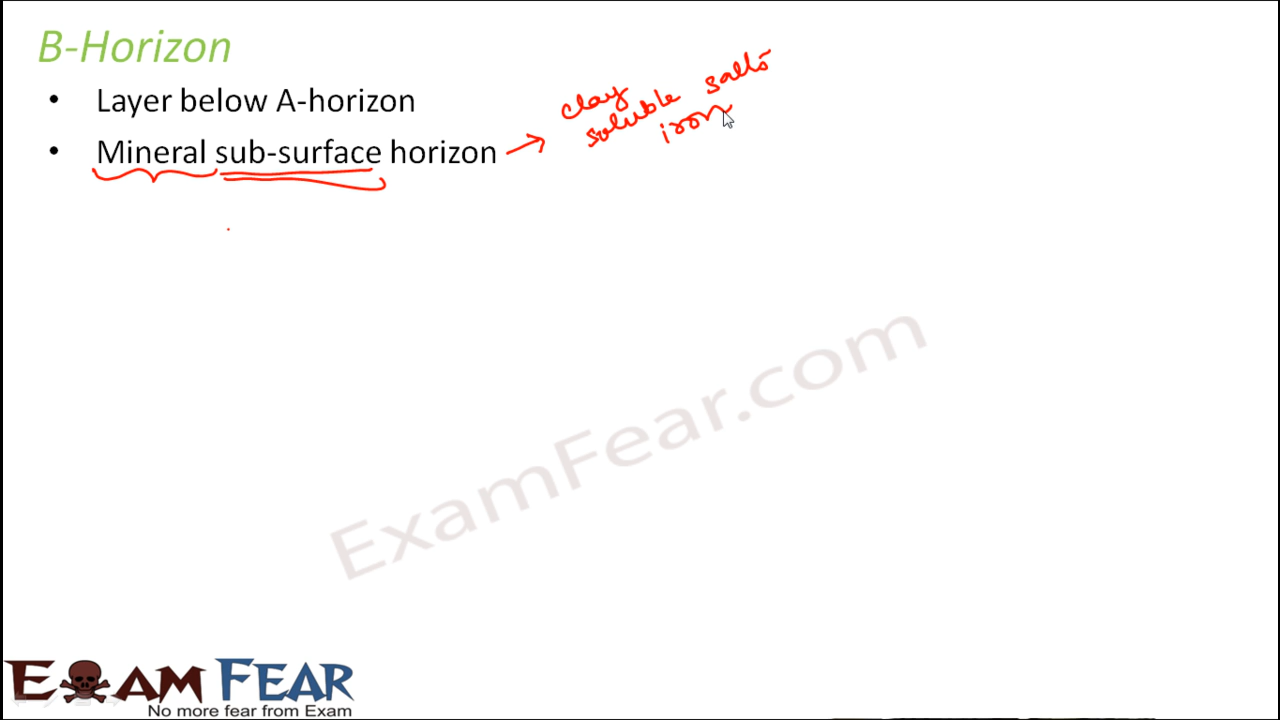 B-Horizon
• Layer below A-horizon
• Mineral sub-surface horizon → clay
soluble salts
iron
ExamFear.com
EXAM FEAR
No more fear from Exam